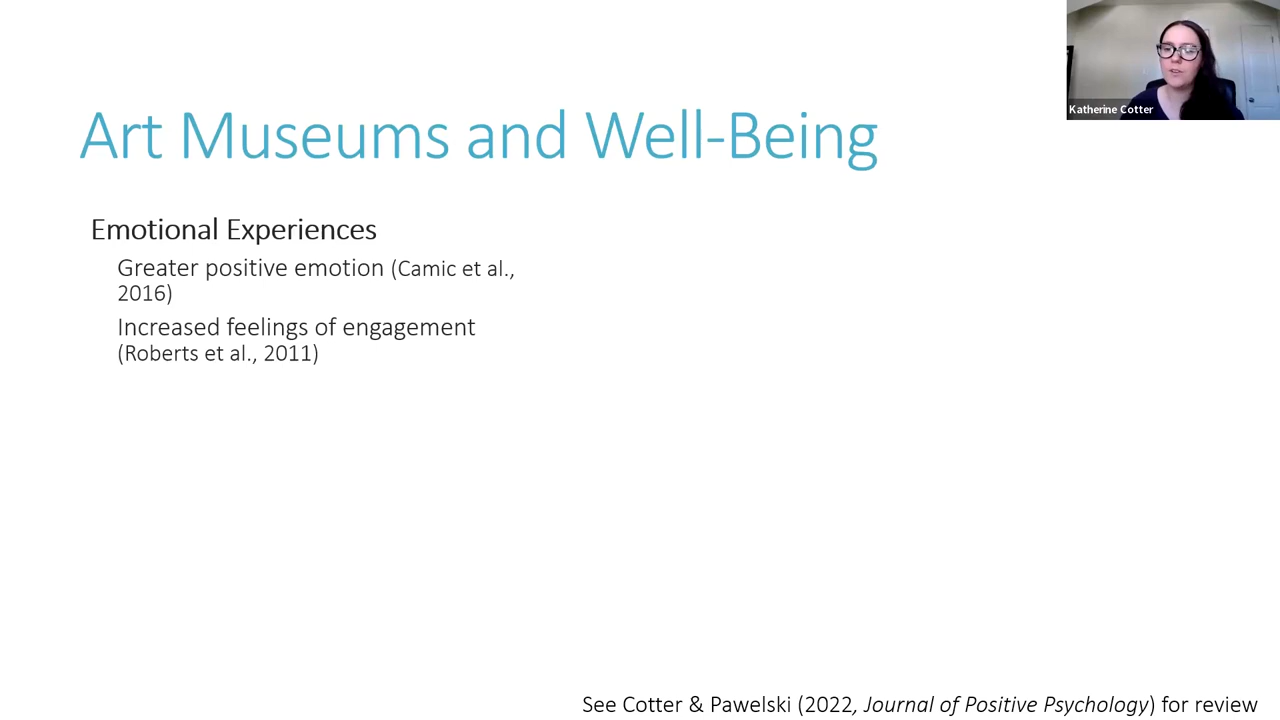 Katherine Cotter
Art Museums and Well-Being
Emotional Experiences
Greater positive emotion (Camic et al.,
2016)
Increased feelings of engagement
(Roberts et al., 2011)
See Cotter & Pawelski (2022, Journal of Positive Psychology) for review